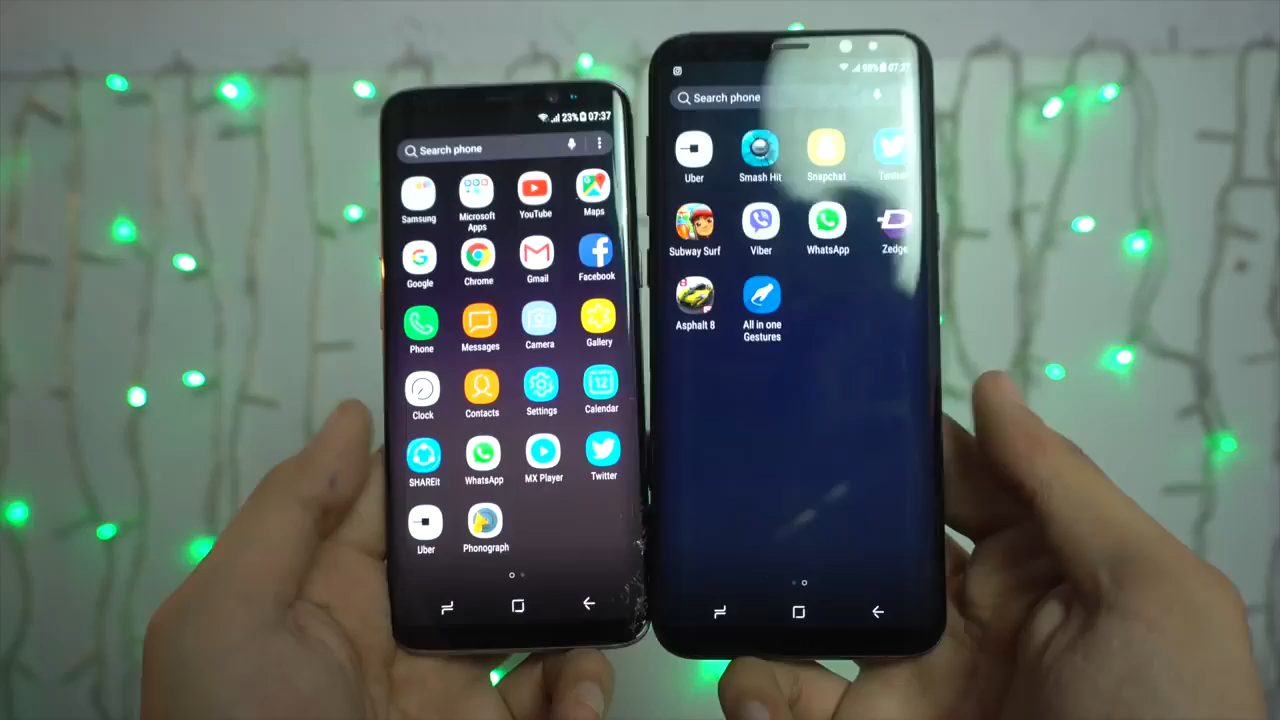 23% 07:37
Search phone
Samsung
Microsoft Apps
YouTube
Maps
Google
Chrome
Gmail
Facebook
Phone
Messages
Camera
Gallery
Clock
Contacts
Settings
12
Calendar
SHAREit
WhatsApp
MX Player
Twitter
Uber
Phonograph
98% 07:37
Search phone
Uber
Smash Hit
Snapchat
Subway Surf
Viber
WhatsApp
Zedge
Asphalt 8
All in one
Gestures